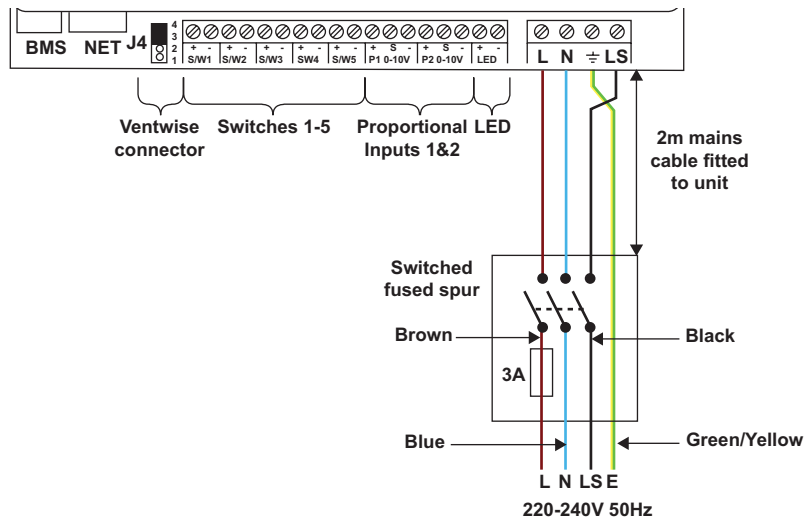 BMS NET J4
4
3
2
1
+ - + - + - + - + - + S - + S - + -
S/W1 S/W2 S/W3 SW4 S/W5 P1 0-10V P2 0-10V LED
L N LS
Ventwise
connector
Switches 1-5
Proportional
Inputs 1&2
LED
2m mains
cable fitted
to unit
Switched
fused spur
Brown
Black
3A
Blue
Green/Yellow
L N LS E
220-240V 50Hz